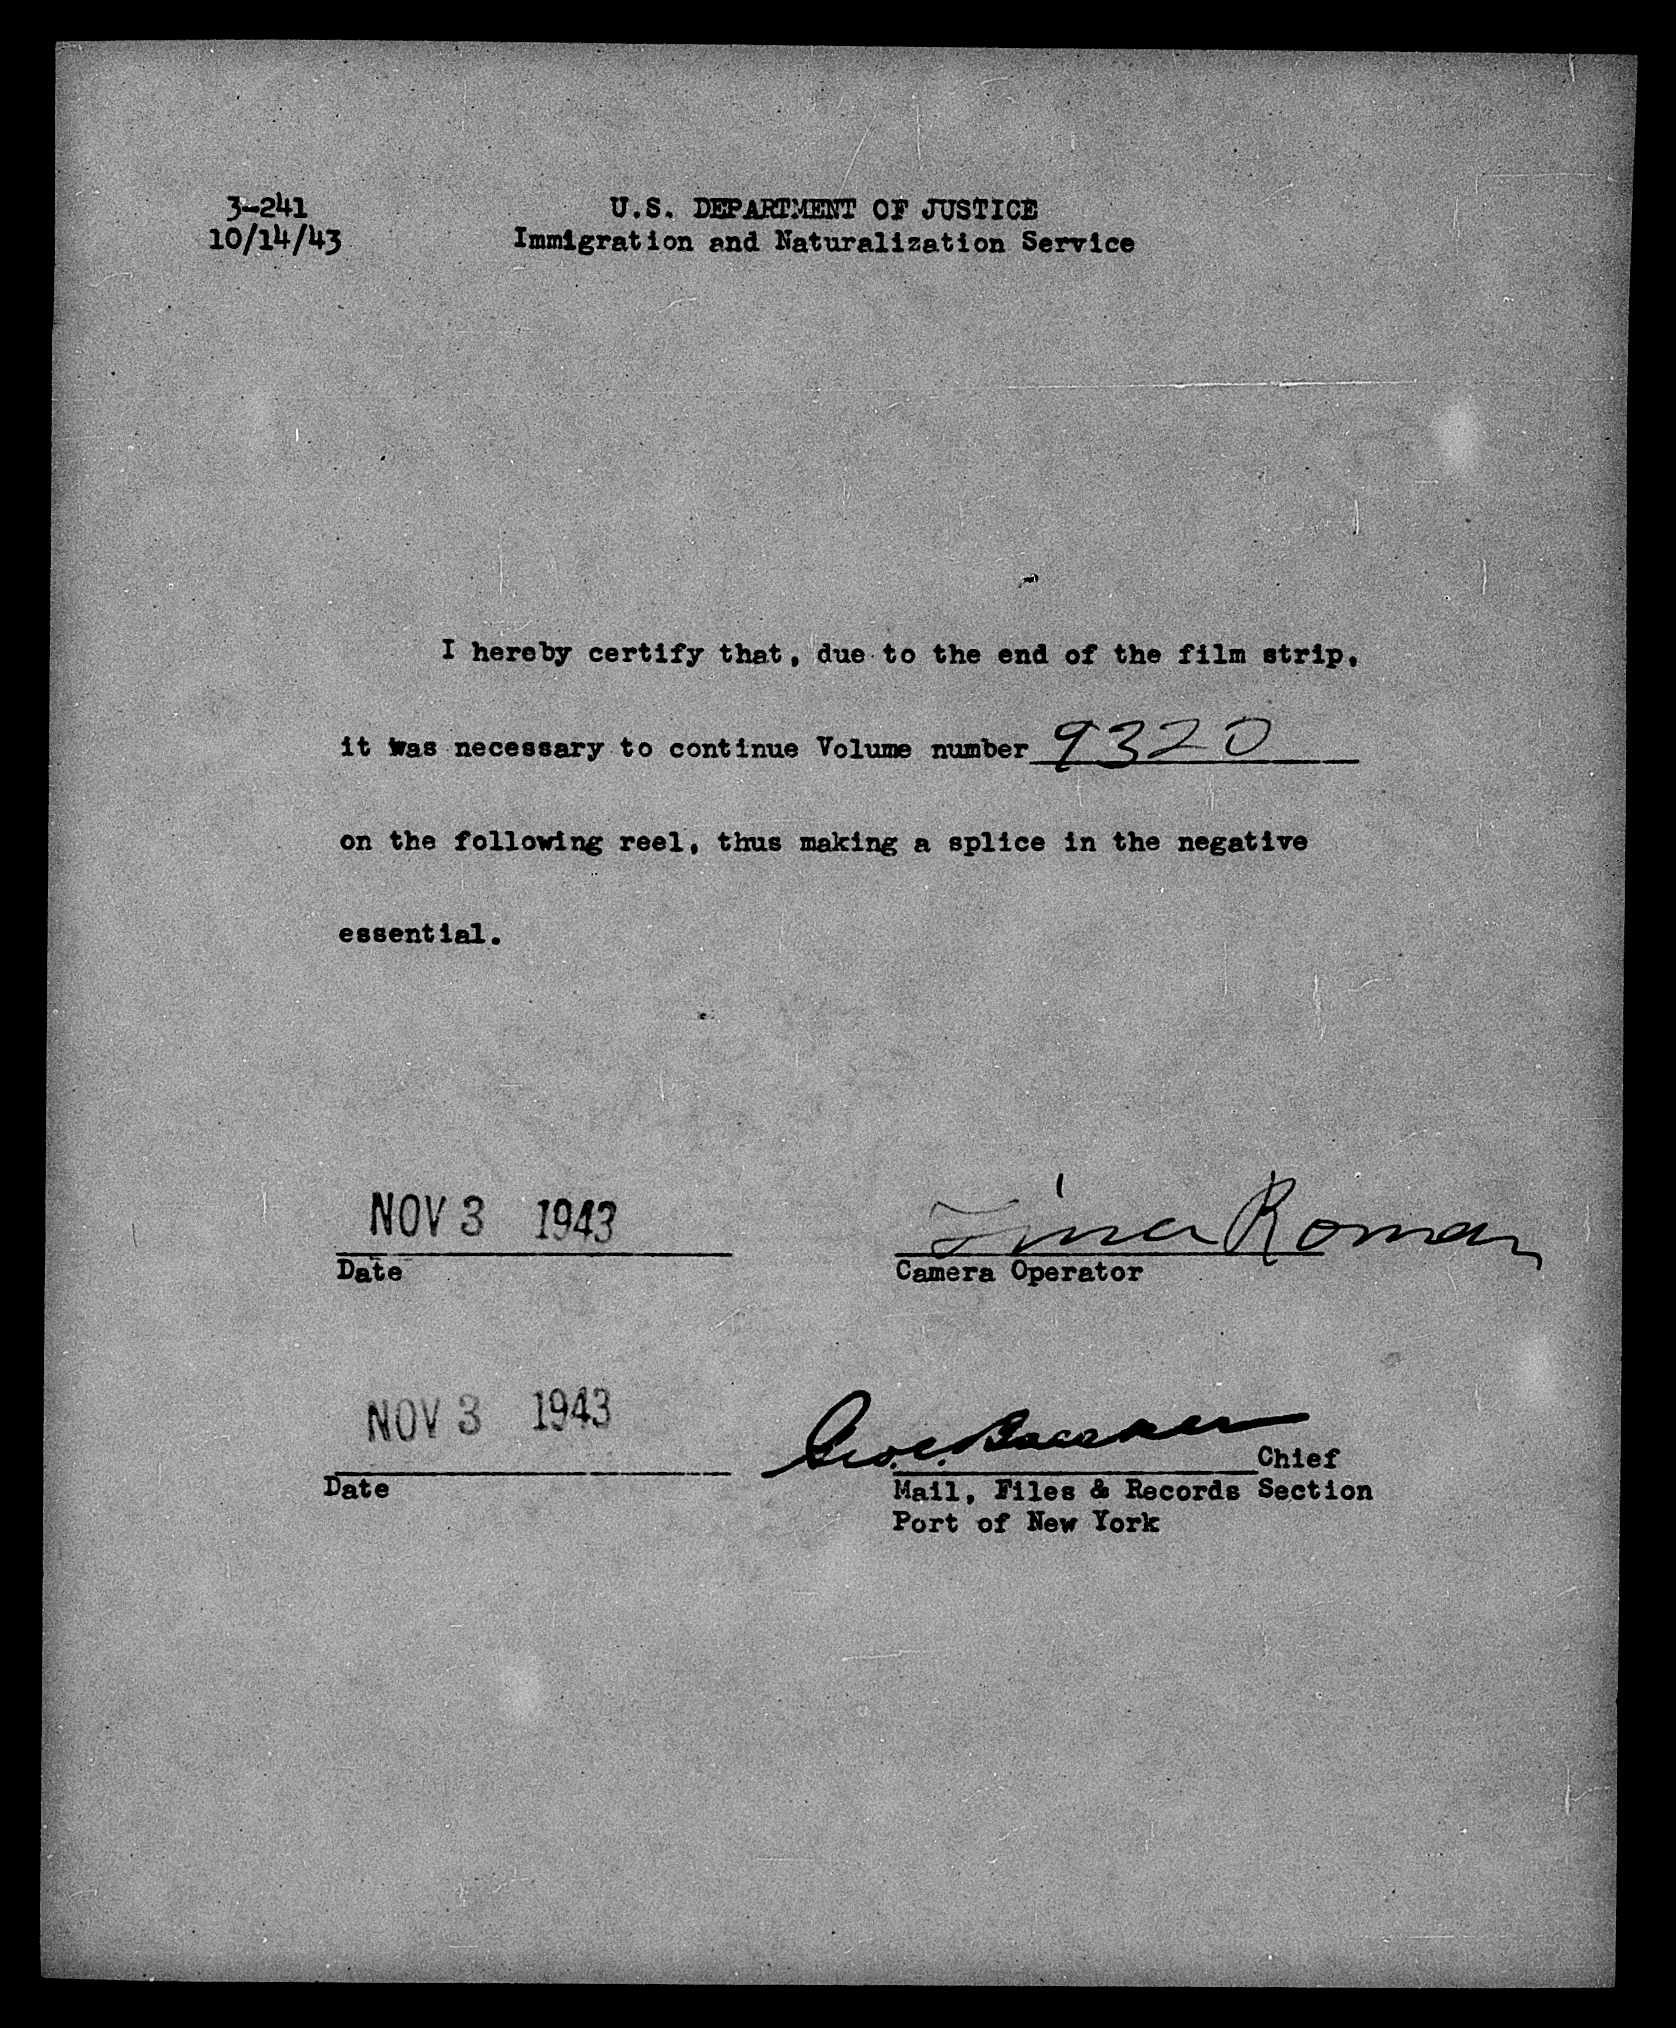 3-241
10/14/43
U.S. DEPARTMENT OF JUSTICE
Immigration and Naturalization Service
I hereby certify that, due to the end of the film strip,
it was necessary to continue Volume number 9320
on the following reel, thus making a splice in the negative
essential.
NOV 3 1943
Date
Tina Roman
Camera Operator
NOV 3 1943
Date
Geo. C. Chief
Mail, Files & Records Section
Port of New York